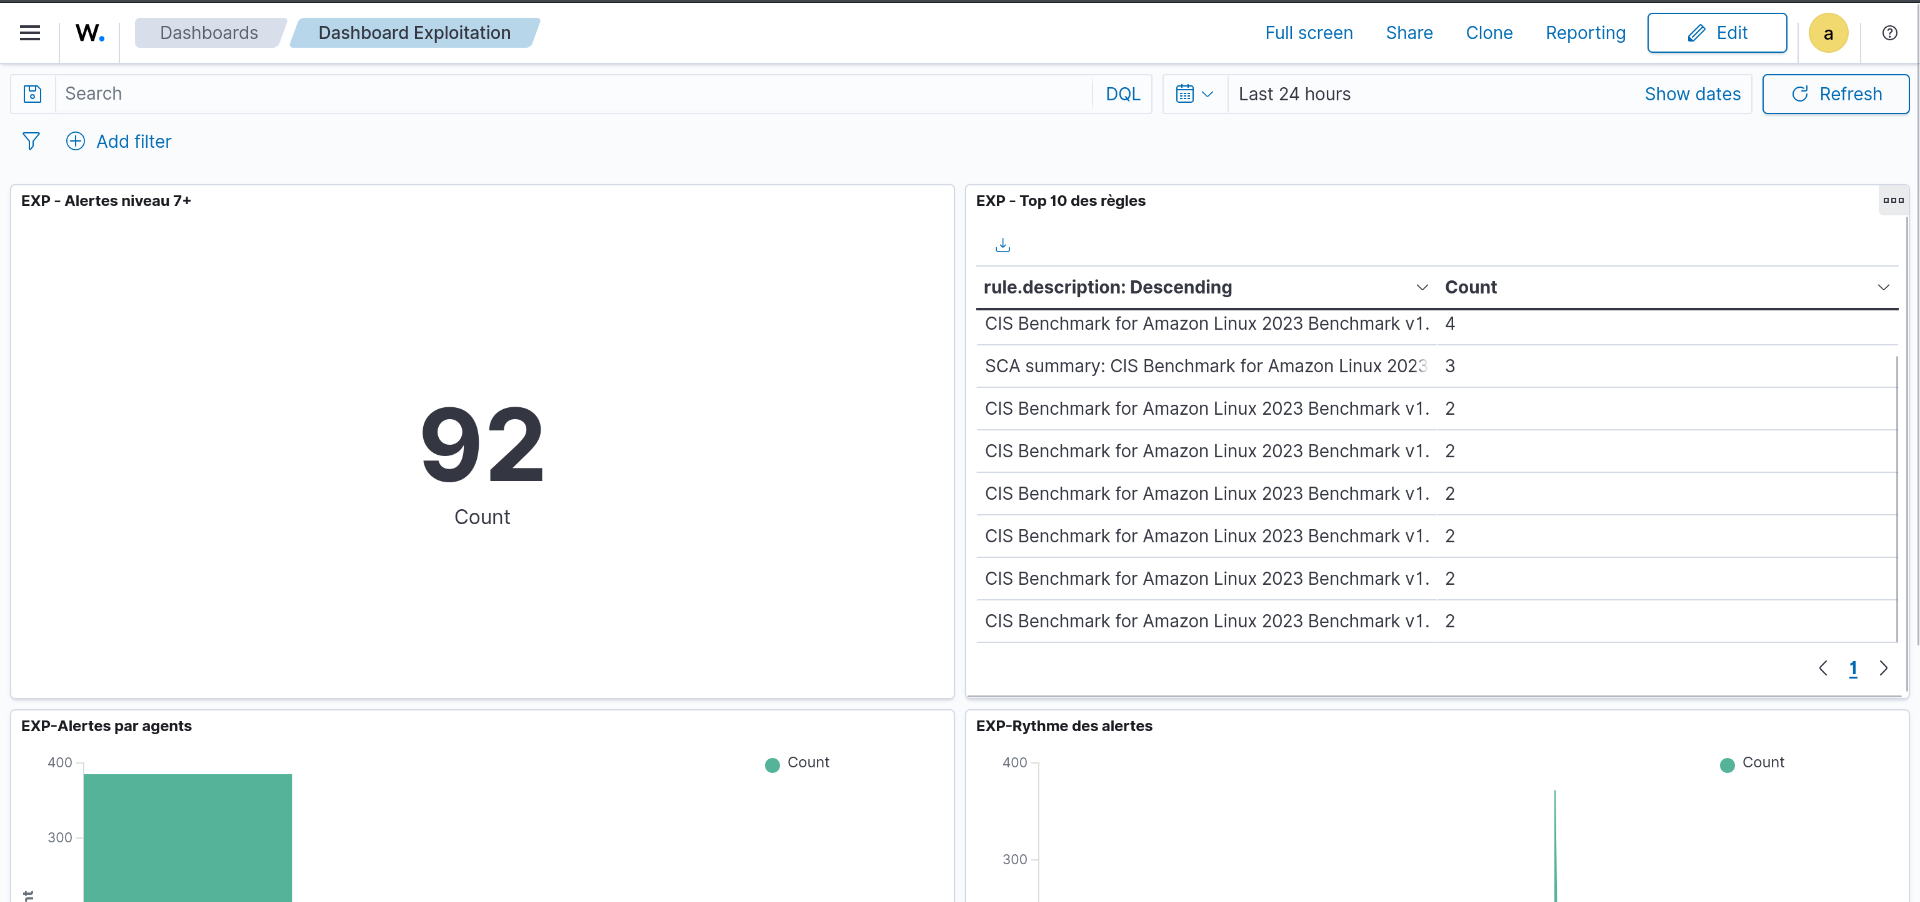 W.
Dashboards
Dashboard Exploitation
Full screen
Share
Clone
Reporting
Edit
a
Search
DQL
Last 24 hours
Show dates
Refresh
Add filter
EXP - Alertes niveau 7+
92
Count
EXP - Top 10 des règles
rule.description: Descending
Count
CIS Benchmark for Amazon Linux 2023 Benchmark v1. 4
SCA summary: CIS Benchmark for Amazon Linux 2023 3
CIS Benchmark for Amazon Linux 2023 Benchmark v1. 2
CIS Benchmark for Amazon Linux 2023 Benchmark v1. 2
CIS Benchmark for Amazon Linux 2023 Benchmark v1. 2
CIS Benchmark for Amazon Linux 2023 Benchmark v1. 2
CIS Benchmark for Amazon Linux 2023 Benchmark v1. 2
CIS Benchmark for Amazon Linux 2023 Benchmark v1. 2
1
EXP-Alertes par agents
400
300
Count
EXP-Rythme des alertes
400
300
Count